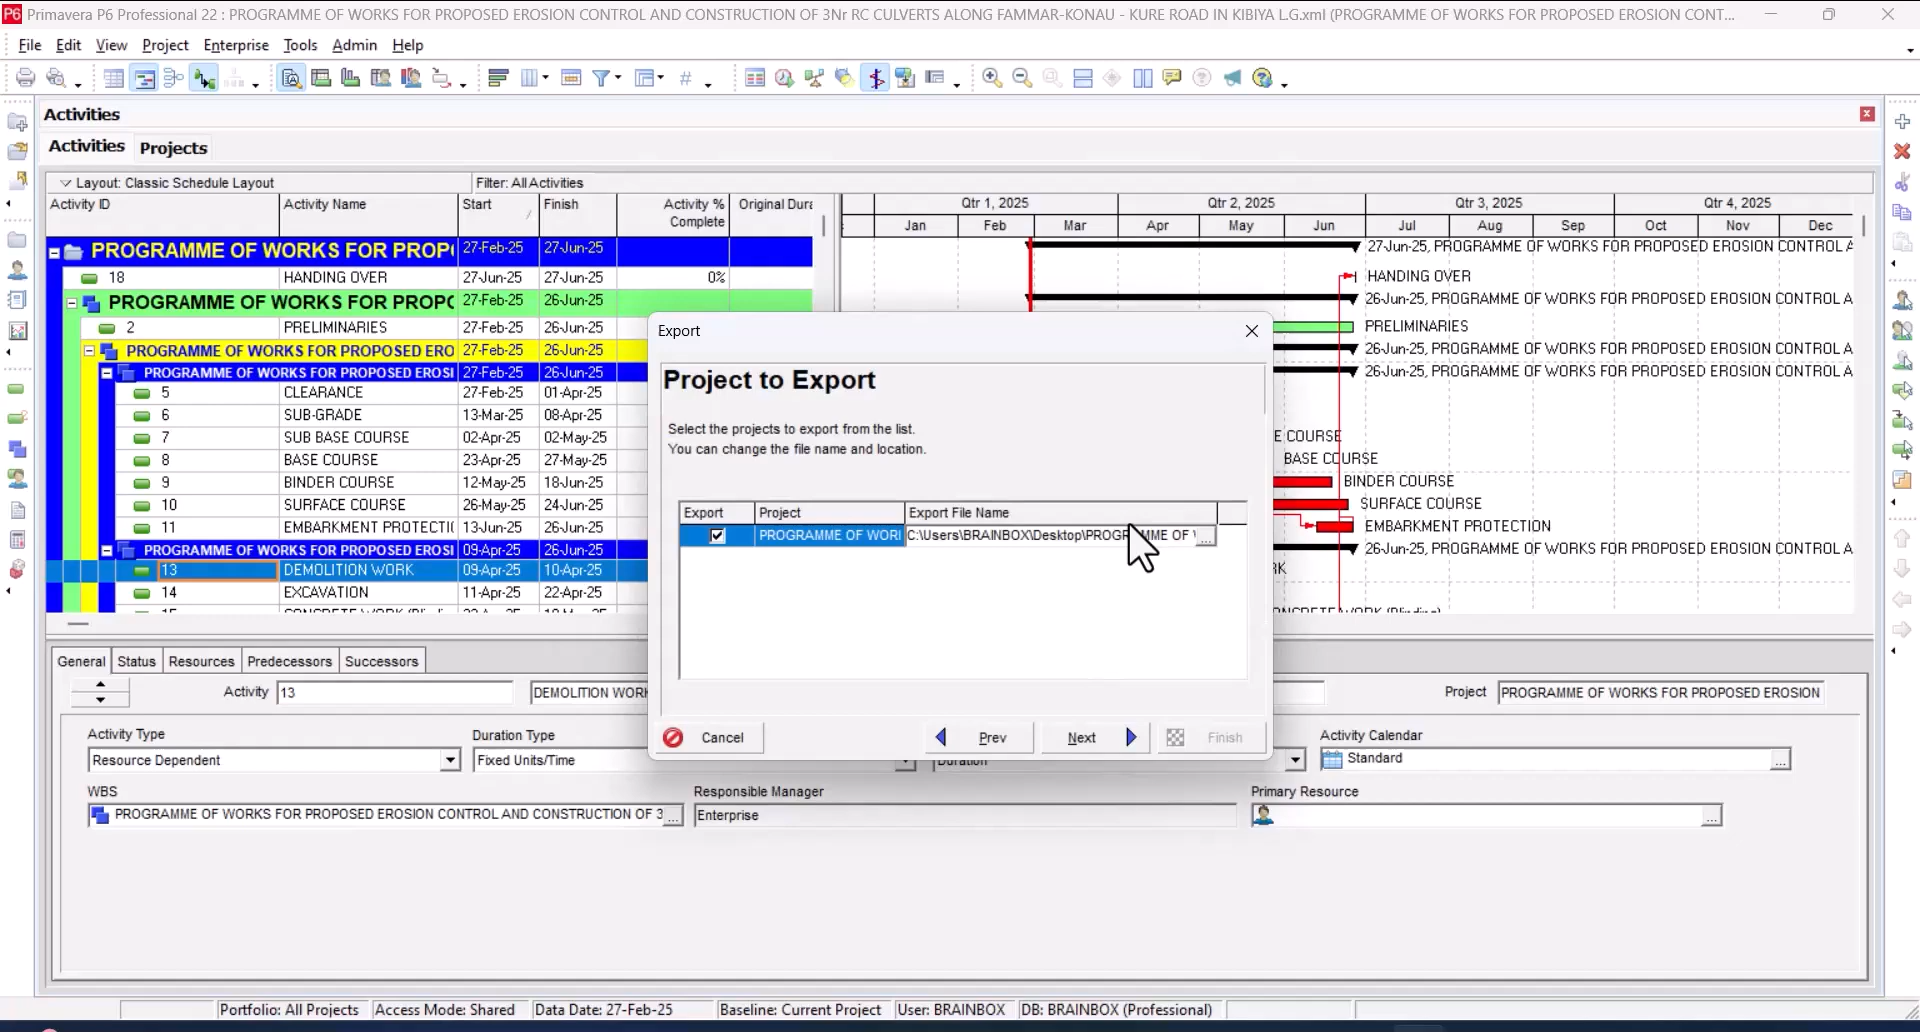 Primavera P6 Professional 22 : PROGRAMME OF WORKS FOR PROPOSED EROSION CONTROL AND CONSTRUCTION OF 3Nr RC CULVERTS ALONG FAMMAR-KONAU - KURE ROAD IN KIBIYA L.G.xml (PROGRAMME OF WORKS FOR PROPOSED EROSION CONT...
File Edit View Project Enterprise Tools Admin Help
Activities
Activities Projects
Layout: Classic Schedule Layout Filter: All Activities
Activity ID Activity Name Start Finish Activity % Complete Original Dura
Qtr 1, 2025 Qtr 2, 2025 Qtr 3, 2025 Qtr 4, 2025
Jan Feb Mar Apr May Jun Jul Aug Sep Oct Nov Dec
PROGRAMME OF WORKS FOR PROP 27-Feb-25 27-Jun-25 27-Jun-25, PROGRAMME OF WORKS FOR PROPOSED EROSION CONTROL A
18 HANDING OVER 27-Jun-25 27-Jun-25 0% HANDING OVER
PROGRAMME OF WORKS FOR PROPO 27-Feb-25 26-Jun-25 26-Jun-25, PROGRAMME OF WORKS FOR PROPOSED EROSION CONTROL A
2 PRELIMINARIES 27-Feb-25 26-Jun-25 PRELIMINARIES
PROGRAMME OF WORKS FOR PROPOSED ERO 27-Feb-25 26-Jun-25 26-Jun-25, PROGRAMME OF WORKS FOR PROPOSED EROSION CONTROL A
PROGRAMME OF WORKS FOR PROPOSED EROSI 27-Feb-25 26-Jun-25 26-Jun-25, PROGRAMME OF WORKS FOR PROPOSED EROSION CONTROL A
5 CLEARANCE 27-Feb-25 01-Apr-25
6 SUB-GRADE 13-Mar-25 08-Apr-25
7 SUB BASE COURSE 02-Apr-25 02-May-25 E COURSE
8 BASE COURSE 23-Apr-25 27-May-25 BASE COURSE
9 BINDER COURSE 12-May-25 18-Jun-25 BINDER COURSE
10 SURFACE COURSE 26-May-25 24-Jun-25 SURFACE COURSE
11 EMBARKMENT PROTECTI 13-Jun-25 26-Jun-25 EMBARKMENT PROTECTION
PROGRAMME OF WORKS FOR PROPOSED EROSI 09-Apr-25 26-Jun-25 26-Jun-25, PROGRAMME OF WORKS FOR PROPOSED EROSION CONTROL A
13 DEMOLITION WORK 09-Apr-25 10-Apr-25 RK
14 EXCAVATION 11-Apr-25 22-Apr-25
Export
Project to Export
Select the projects to export from the list.
You can change the file name and location.
Export Project Export File Name
PROGRAMME OF WORI C:\Users\BRAINBOX\Desktop\PROGR MME OF ...
Cancel Prev Next Finish
General Status Resources Predecessors Successors
Activity 13 DEMOLITION WORK Project PROGRAMME OF WORKS FOR PROPOSED EROSION
Activity Type Duration Type Activity Calendar
Resource Dependent Fixed Units/Time Duration Standard ...
WBS Responsible Manager Primary Resource
PROGRAMME OF WORKS FOR PROPOSED EROSION CONTROL AND CONSTRUCTION OF 3 ... Enterprise ...
Portfolio: All Projects Access Mode: Shared Data Date: 27-Feb-25 Baseline: Current Project User: BRAINBOX DB: BRAINBOX (Professional)